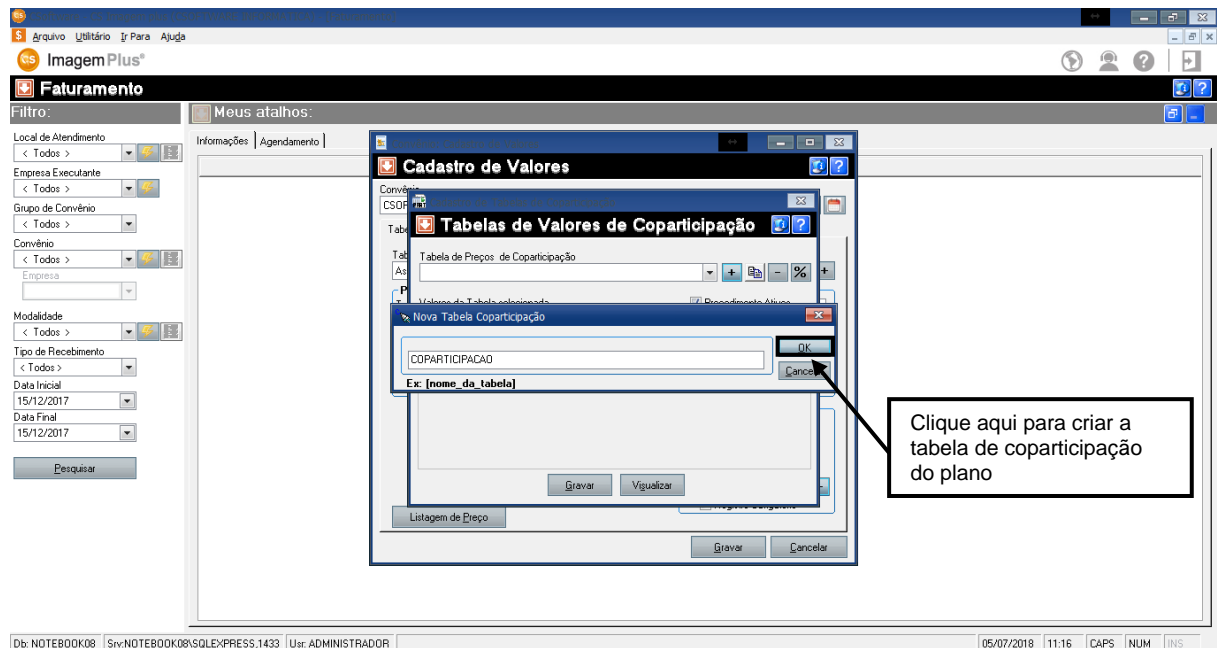 Arquivo Utilitário Ir Para Ajuda
ImagemPlus®
Faturamento
Filtro:
Meus atalhos:
Local de Atendimento
< Todos >
Empresa Executante
< Todos >
Grupo de Convênio
< Todos >
Convênio
< Todos >
Empresa
Modalidade
< Todos >
Tipo de Recebimento
< Todos >
Data Inicial
15/12/2017
Data Final
15/12/2017
Pesquisar
Informações Agendamento
Cadastro de Valores
Tabelas de Valores de Coparticipação
Tabela de Preços de Coparticipação
Valores da Tabela selecionada
Procedimento Ativos
Nova Tabela Coparticipação
COPARTICIPACAO
OK
Cancelar
Ex: [nome_da_tabela]
Gravar Visualizar
Listagem de Preço
Gravar Cancelar
Clique aqui para criar a
tabela de coparticipação
do plano
Db: NOTEBOOK08 Srv:NOTEBOOK08\SQLEXPRESS,1433 Usr: ADMINISTRADOR 05/07/2018 11:16 CAPS NUM INS